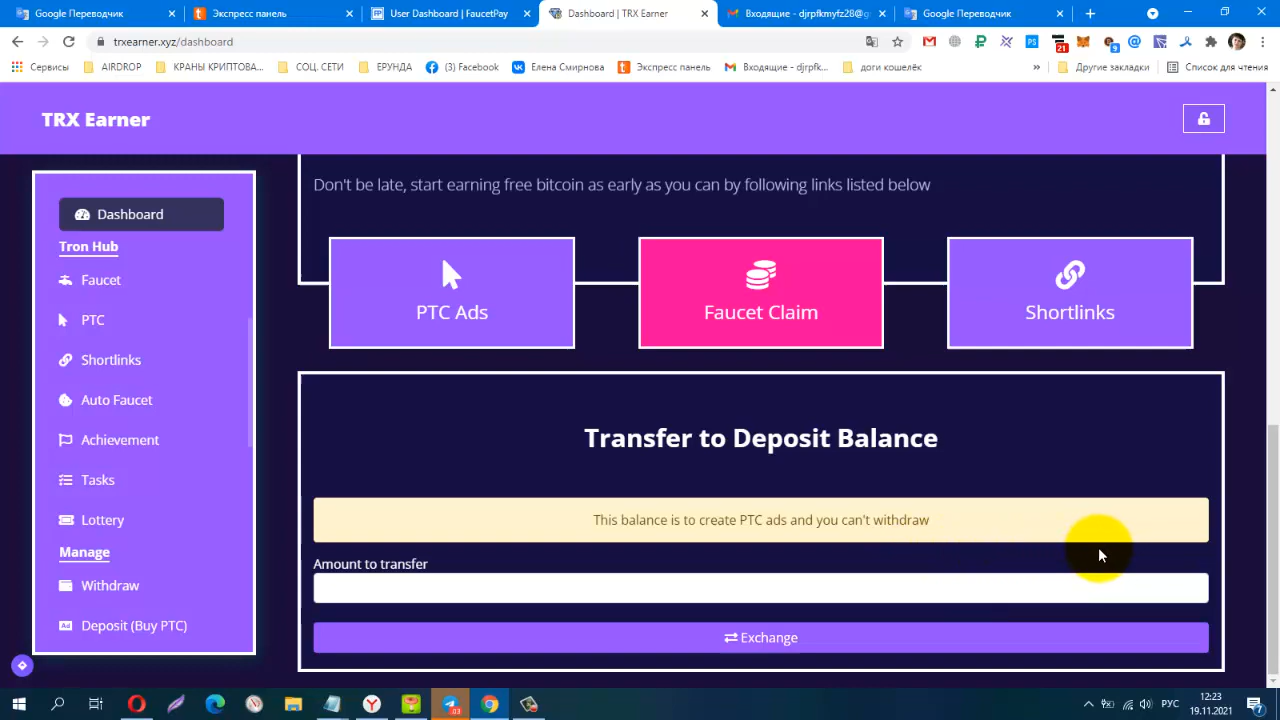 Google Переводчик
Экспресс панель
User Dashboard | FaucetPay
Dashboard | TRX Earner
Входящие - djrpfkmyfz28@g
Google Переводчик
trxearner.xyz/dashboard
21
9
Сервисы
AIRDROP
КРАНЫ КРИПТОВА...
СОЦ. СЕТИ
ЕРУНДА
(3) Facebook
Елена Смирнова
Экспресс панель
Входящие - djrpfk...
доги кошелёк
»
Другие закладки
Список для чтения
TRX Earner
Dashboard
Tron Hub
Faucet
PTC
Shortlinks
Auto Faucet
Achievement
Tasks
Lottery
Manage
Withdraw
Deposit (Buy PTC)
Don't be late, start earning free bitcoin as early as you can by following links listed below
PTC Ads
Faucet Claim
Shortlinks
Transfer to Deposit Balance
This balance is to create PTC ads and you can't withdraw
Amount to transfer
Exchange
РУС
12:23
19.11.2021